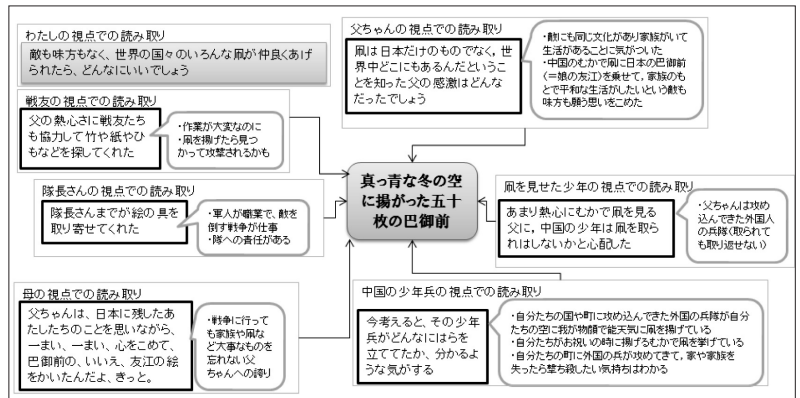 わたしの視点での読み取り
敵も味方もなく、世界の国々のいろんな凧が仲良くあげ
られたら、どんなにいいでしょう
父ちゃんの視点での読み取り
凧は日本だけのものでなく，世
界中どこにもあるんだというこ
とを知った父の感激はどんな
だったでしょう
・敵にも同じ文化があり家族がいて
生活があることに気がついた
・中国のむかで凧に日本の巴御前
(＝娘の友江)を乗せて，家族のも
とで平和な生活がしたいという敵も
味方も願う思いをこめた
戦友の視点での読み取り
父の熱心さに戦友たち
も協力して竹や紙やひ
もなどを探してくれた
・作業が大変なのに
・凧を揚げたら見つ
かって攻撃されるかも
隊長さんの視点での読み取り
隊長さんまでが絵の具を
取り寄せてくれた
・軍人が職業で、敵を
倒す戦争が仕事
・隊への責任がある
真っ青な冬の空
に揚がった五十
枚の巴御前
凧を見せた少年の視点での読み取り
あまり熱心にむかで凧を見る
父に，中国の少年は凧を取ら
れはしないかと心配した
・父ちゃんは攻め
込んできた外国人
の兵隊(取られて
も取り返せない)
母の視点での読み取り
父ちゃんは、日本に残したあ
たしたちのことを思いながら、
一まい、一まい、心をこめて、
巴御前の、いいえ、友江の絵
をかいたんだよ、きっと。
・戦争に行って
も家族や凧な
ど大事なものを
忘れない父
ちゃんへの誇り
中国の少年兵の視点での読み取り
今考えると、その少年
兵がどんなにはらを
立ててたか、分かるよ
うな気がする
・自分たちの国や町に攻め込んできた外国の兵隊が自分
たちの空に我が物顔で能天気に凧を揚げている
・自分たちがお祝いの時に揚げるむかで凧を挙げている
・自分たちの町に外国の兵が攻めてきて，家や家族を
失ったら撃ち殺したい気持ちはわかる